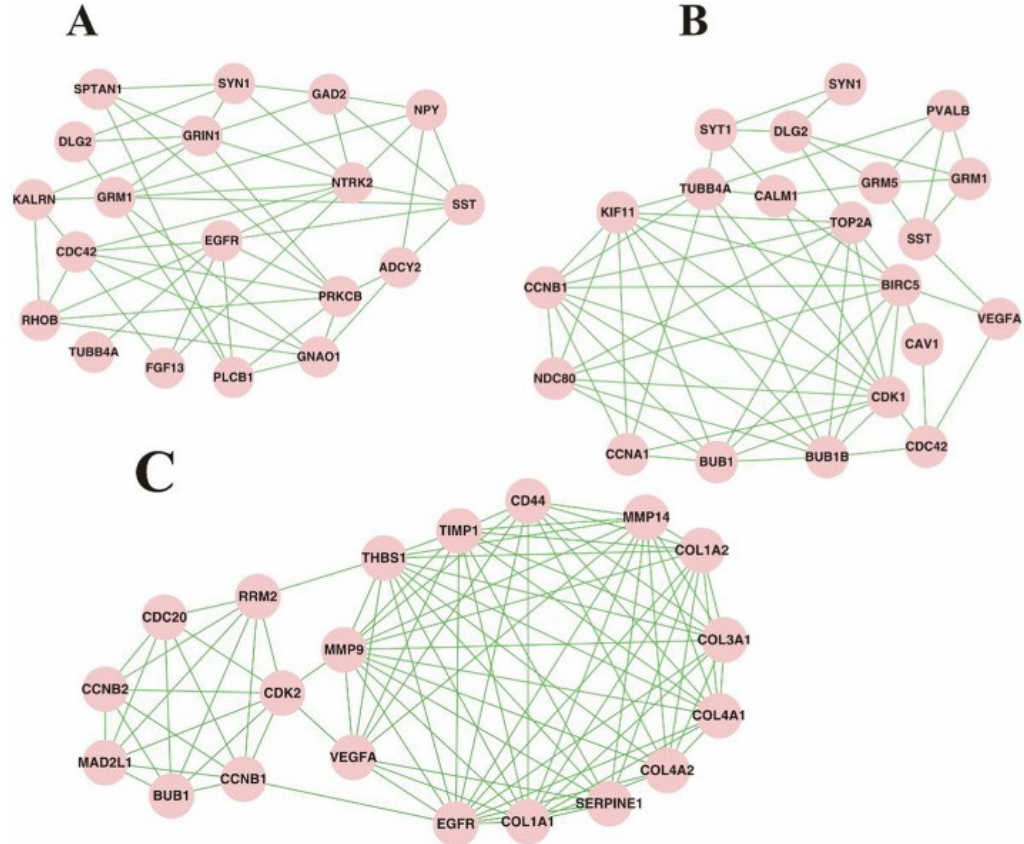 A
SPTAN1
SYN1
GAD2
NPY
DLG2
GRIN1
KALRN
GRM1
NTRK2
SST
CDC42
EGFR
ADCY2
PRKCB
RHOB
TUBB4A
FGF13
PLCB1
GNAO1
B
SYN1
SYT1
DLG2
PVALB
TUBB4A
CALM1
GRM5
GRM1
KIF11
TOP2A
SST
CCNB1
BIRC5
VEGFA
CAV1
NDC80
CDK1
CCNA1
BUB1
BUB1B
CDC42
C
CD44
MMP14
TIMP1
COL1A2
THBS1
RRM2
CDC20
COL3A1
MMP9
CCNB2
CDK2
COL4A1
VEGFA
MAD2L1
COL4A2
CCNB1
BUB1
SERPINE1
EGFR
COL1A1